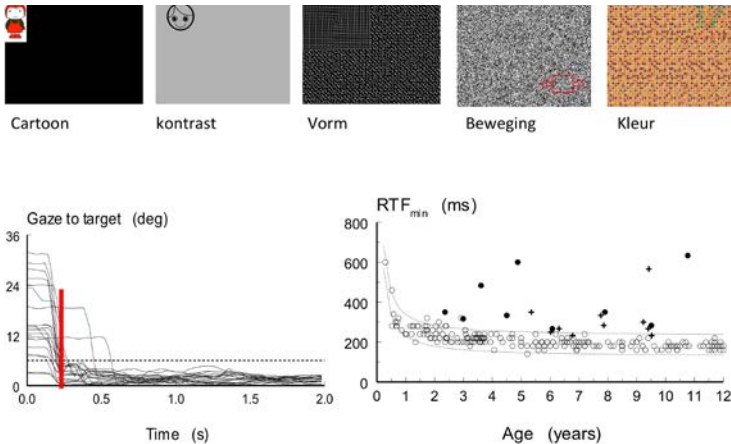 Cartoon
kontrast
Vorm
Beweging
Kleur
Gaze to target (deg)
36
24
12
0
0.0 0.5 1.0 1.5 2.0
Time (s)
RTFmin (ms)
800
600
400
200
0
0 1 2 3 4 5 6 7 8 9 10 11 12
Age (years)